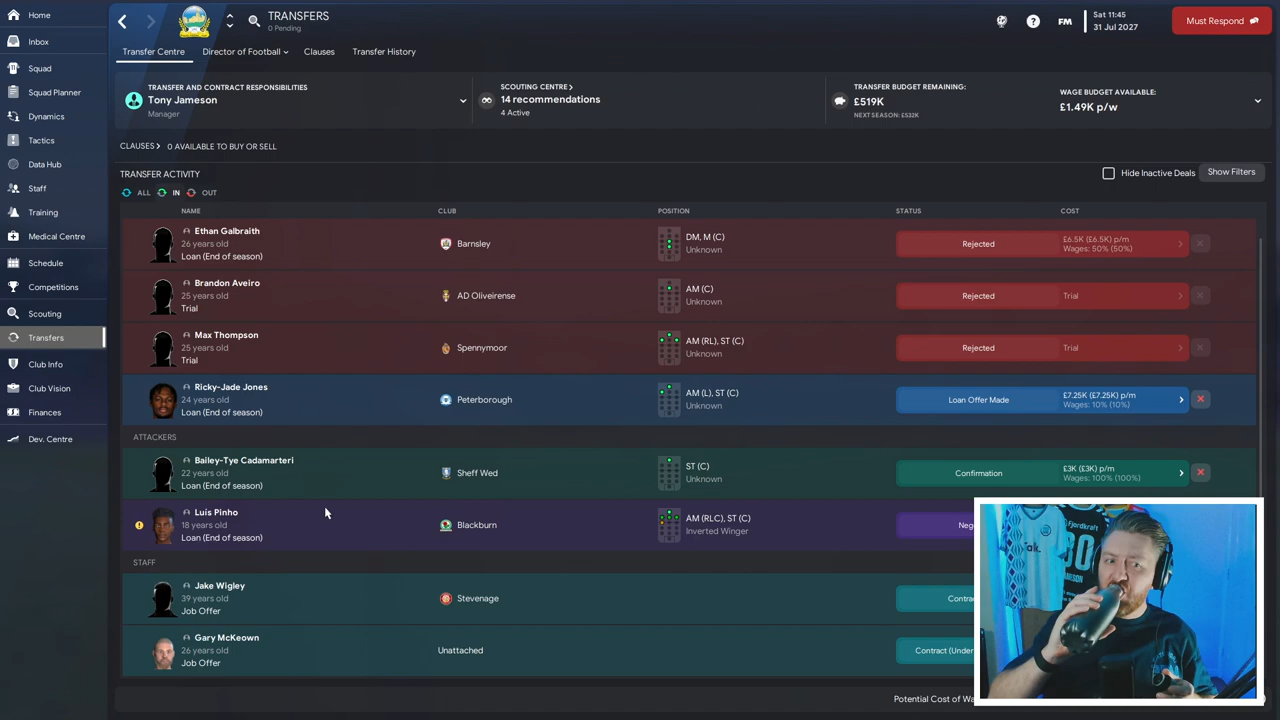 Home
TRANSFERS
0 Pending
Sat 11:45
31 Jul 2027
FM
Must Respond
Inbox
Transfer Centre
Director of Football
Clauses
Transfer History
Squad
Squad Planner
Dynamics
Tactics
Data Hub
Staff
Training
Medical Centre
Schedule
Competitions
Scouting
Transfers
Club Info
Club Vision
Finances
Dev. Centre
TRANSFER AND CONTRACT RESPONSIBILITIES
Tony Jameson
Manager
SCOUTING CENTRE
14 recommendations
4 Active
TRANSFER BUDGET REMAINING:
£519K
NEXT SEASON: £532K
WAGE BUDGET AVAILABLE:
£1.49K p/w
CLAUSES 0 AVAILABLE TO BUY OR SELL
TRANSFER ACTIVITY
Hide Inactive Deals
Show Filters
ALL IN OUT
NAME CLUB POSITION STATUS COST
Ethan Galbraith
26 years old
Loan (End of season)
Barnsley
DM, M (C)
Unknown
Rejected
£6.5K (£6.5K) p/m
Wages: 50% (50%)
Brandon Aveiro
25 years old
Trial
AD Oliveirense
AM (C)
Unknown
Rejected
Trial
Max Thompson
25 years old
Trial
Spennymoor
AM (RL), ST (C)
Unknown
Rejected
Trial
Ricky-Jade Jones
24 years old
Loan (End of season)
Peterborough
AM (L), ST (C)
Unknown
Loan Offer Made
£7.25K (£7.25K) p/m
Wages: 10% (10%)
ATTACKERS
Bailey-Tye Cadamarteri
22 years old
Loan (End of season)
Sheff Wed
ST (C)
Unknown
Confirmation
£3K (£3K) p/m
Wages: 100% (100%)
Luís Pinho
18 years old
Loan (End of season)
Blackburn
AM (RLC), ST (C)
Inverted Winger
Neg
STAFF
Jake Wigley
39 years old
Job Offer
Stevenage
Contra
Gary McKeown
26 years old
Job Offer
Unattached
Contract (Under
Potential Cost of Wa